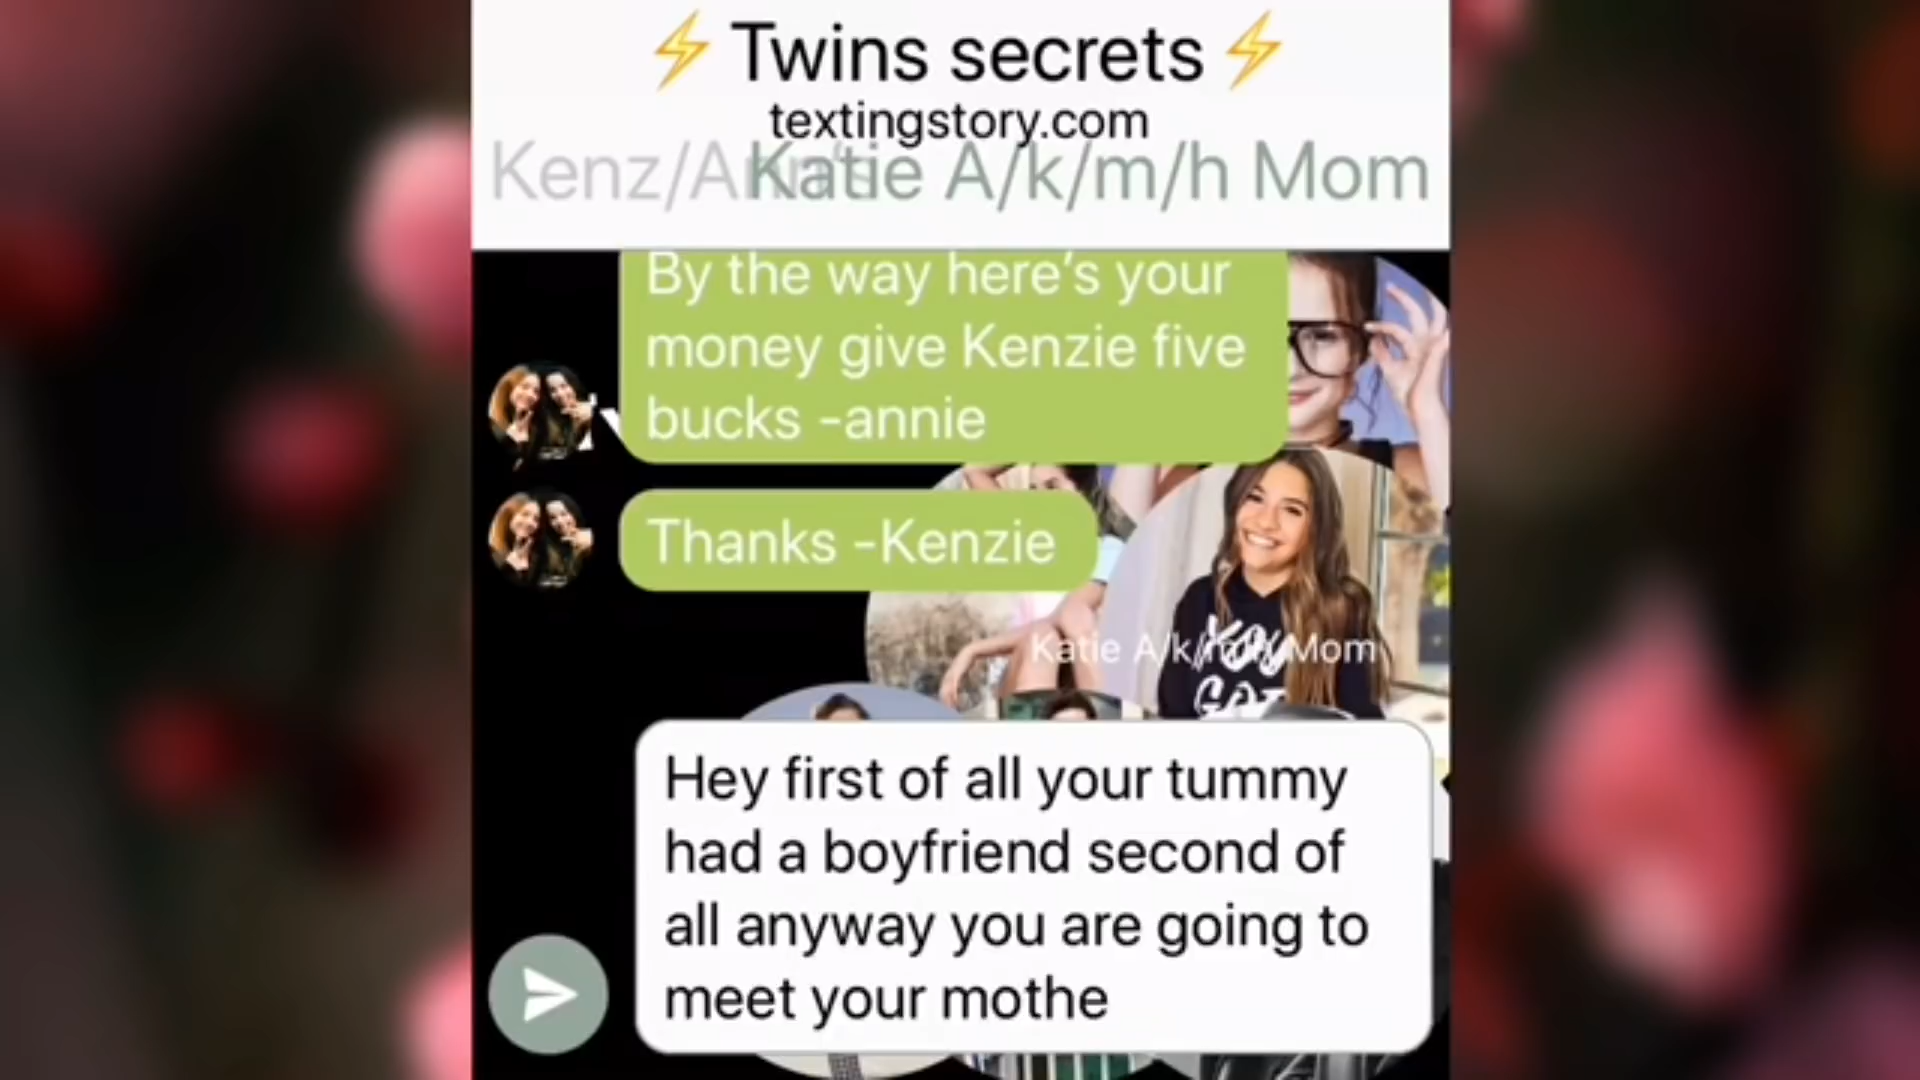 ⚡ Twins secrets ⚡
textingstory.com
Kenz/A
Katie A/k/m/h Mom
By the way here's your
money give Kenzie five
bucks -annie
Thanks -Kenzie
Katie A/k/m/h Mom
Hey first of all your tummy
had a boyfriend second of
all anyway you are going to
meet your mothe